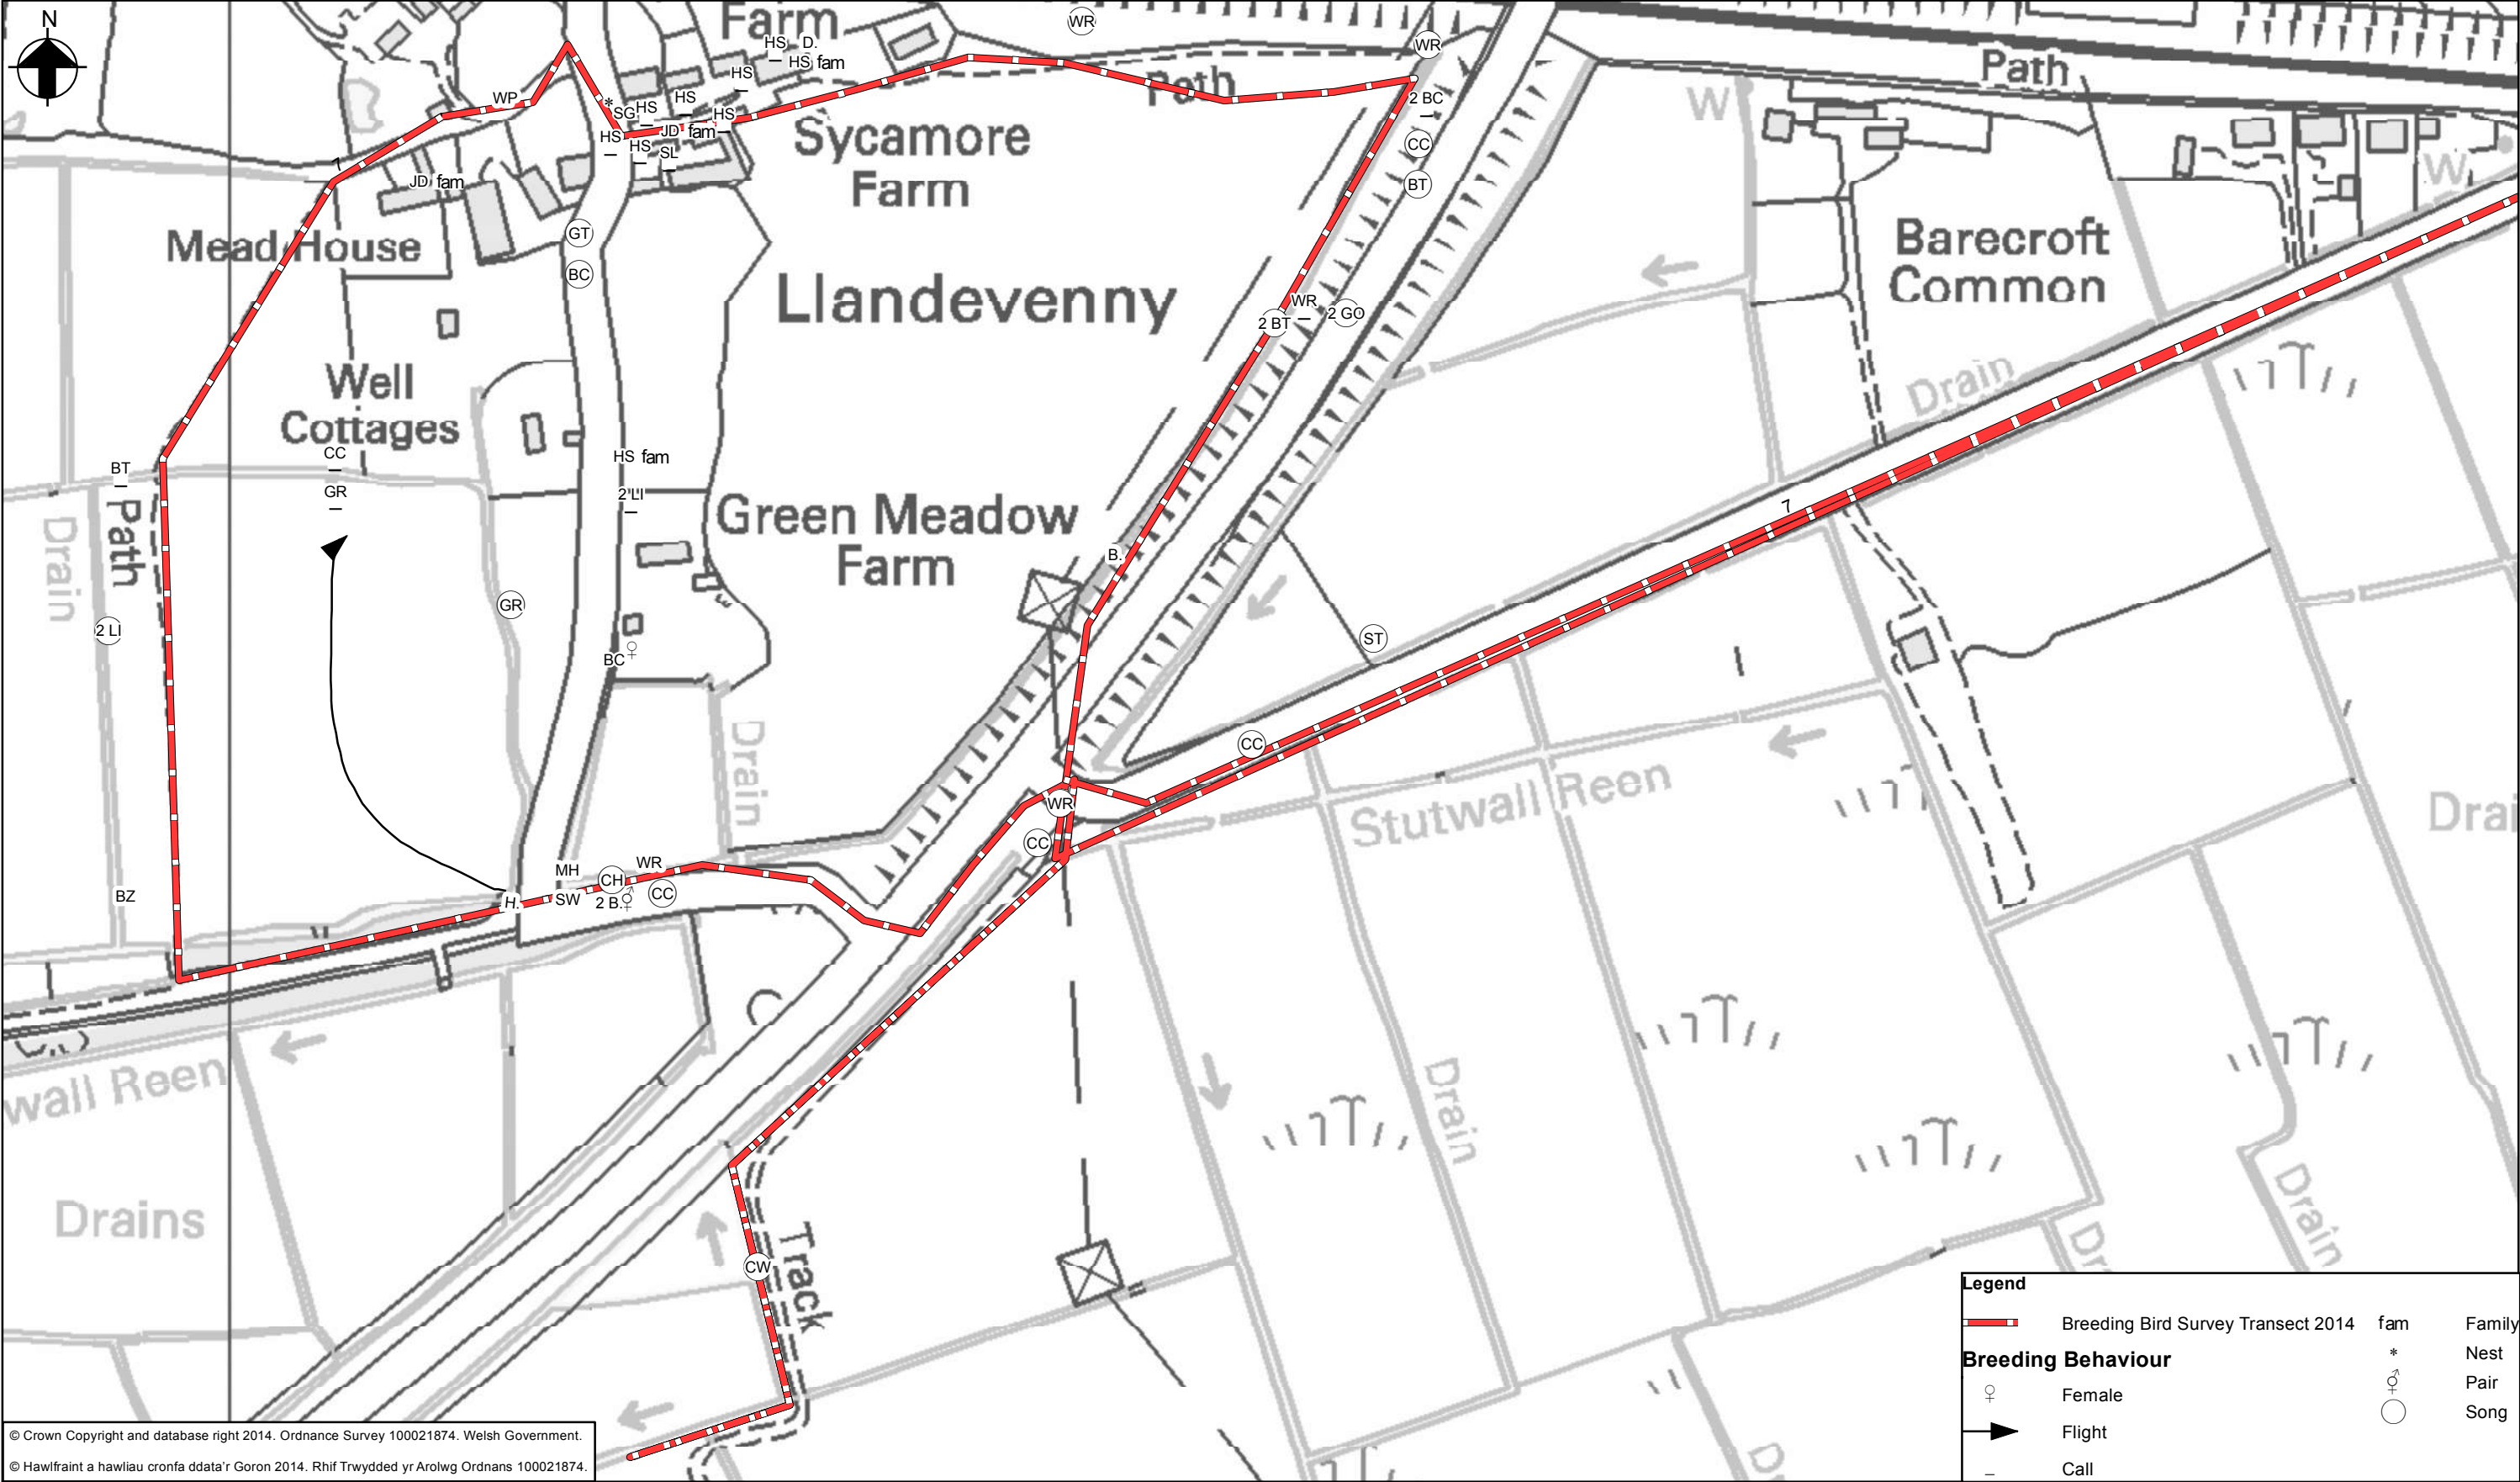 N
Farm
WR
HS D.
HS fam
WR
HS
Path
Path
WP
HS
2 BC
W
* SG HS
HS
HS
JD fam
Sycamore
Farm
CC
HS
SL
BT
W
7
JD fam
Mead House
GT
BC
Llandevenny
Barecroft
Common
WR
2 BT
2 GO
Well
Cottages
Drain
CC
HS fam
BT
GR
2 LI
Path
Drain
Green Meadow
Farm
7
B.
GR
2 LI
ST
BC
Drain
CC
Stutwall Reen
WR
Drai
CC
MH
WR
CH
BZ
H.
SW
2 B.
CC
wall Reen
Drain
Drains
Track
CW
Drain
Dr
D
Legend
Breeding Bird Survey Transect 2014
fam Family
Breeding Behaviour
* Nest
♀ Female
Pair
Flight
Song
– Call
© Crown Copyright and database right 2014. Ordnance Survey 100021874. Welsh Government.
© Hawlfraint a hawliau cronfa ddata'r Goron 2014. Rhif Trwydded yr Arolwg Ordnans 100021874.